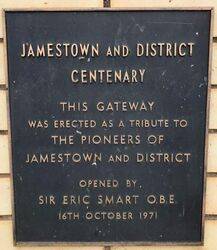 JAMESTOWN AND DISTRICT
CENTENARY
THIS GATEWAY
WAS ERECTED AS A TRIBUTE TO
THE PIONEERS OF
JAMESTOWN AND DISTRICT
OPENED BY
SIR ERIC SMART O.B.E.
16TH OCTOBER 1971